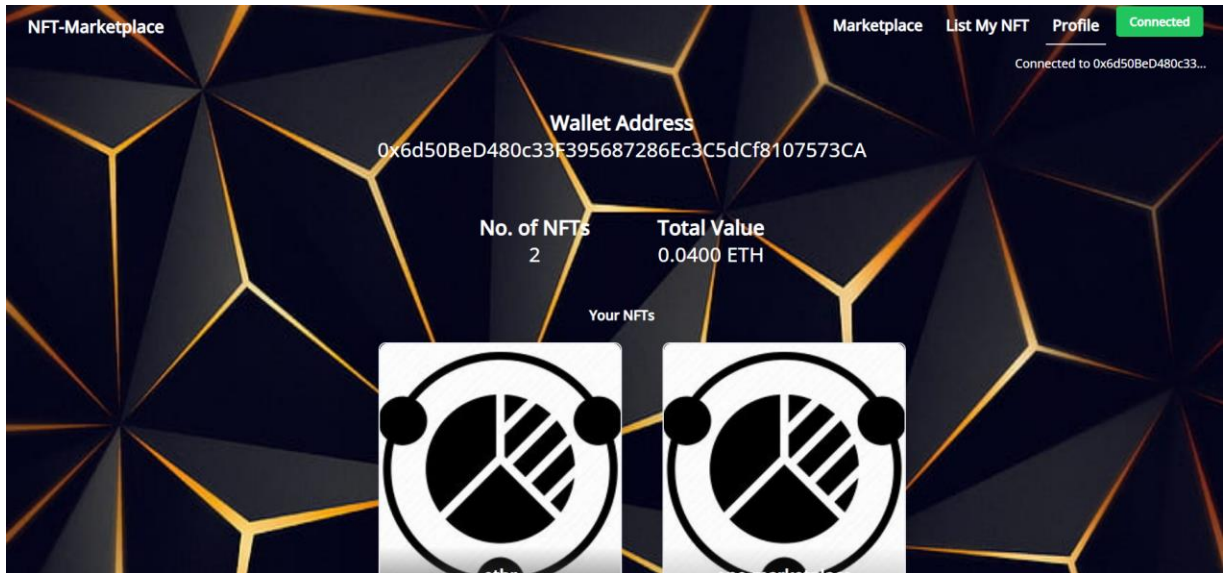 NFT-Marketplace
Marketplace List My NFT Profile Connected
Connected to 0x6d50BeD480c33...
Wallet Address
0x6d50BeD480c33F395687286Ec3C5dCf8107573CA
No. of NFTs Total Value
2 0.0400 ETH
Your NFTs